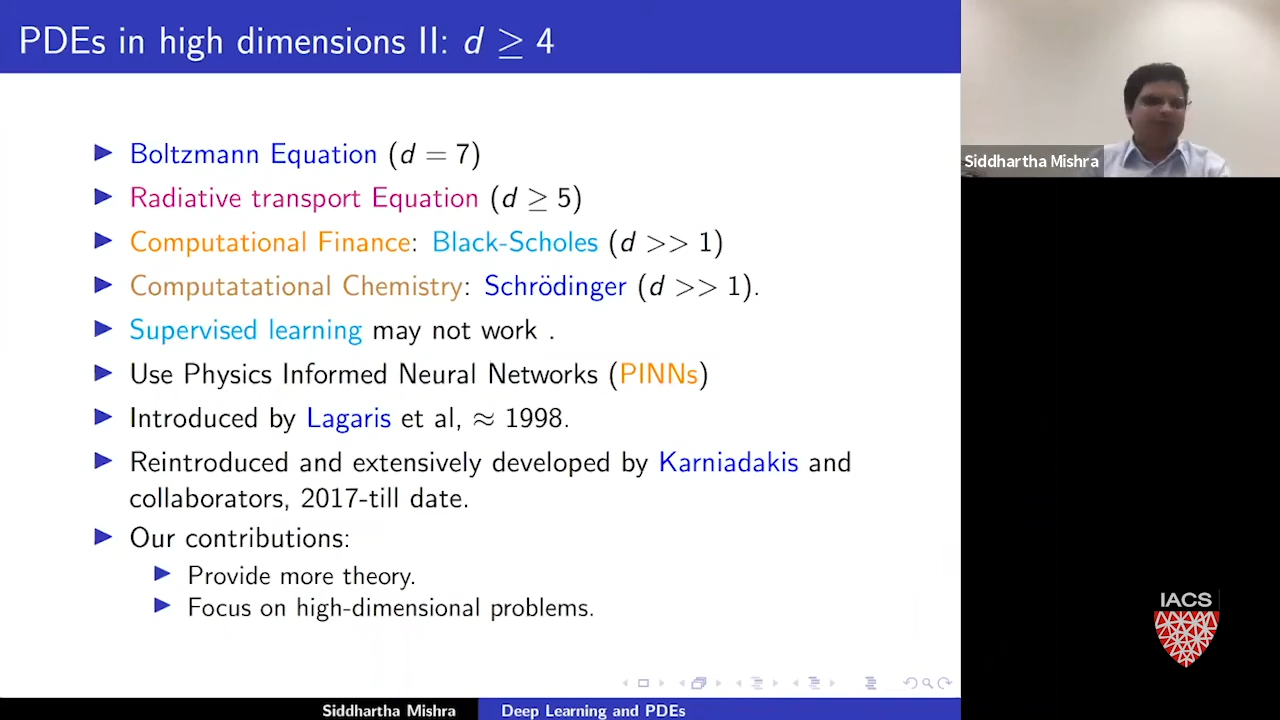 PDEs in high dimensions II: d ≥ 4
Boltzmann Equation (d = 7)
Radiative transport Equation (d ≥ 5)
Computational Finance: Black-Scholes (d >> 1)
Computatational Chemistry: Schrödinger (d >> 1).
Supervised learning may not work .
Use Physics Informed Neural Networks (PINNs)
Introduced by Lagaris et al, ≈ 1998.
Reintroduced and extensively developed by Karniadakis and
collaborators, 2017-till date.
Our contributions:
Provide more theory.
Focus on high-dimensional problems.
Siddhartha Mishra
Deep Learning and PDEs
Siddhartha Mishra
IACS